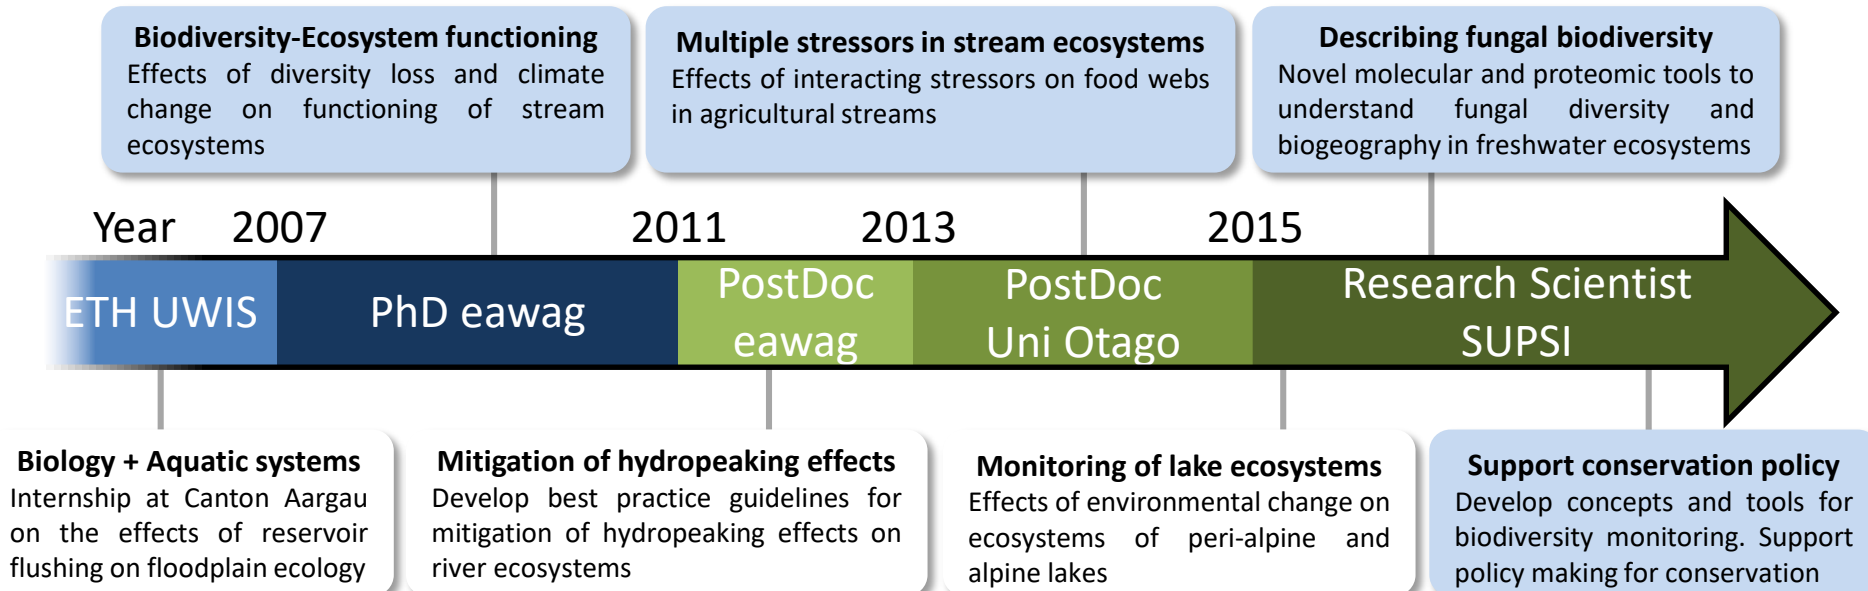 Biodiversity-Ecosystem functioning
Effects of diversity loss and climate
change on functioning of stream
ecosystems
Multiple stressors in stream ecosystems
Effects of interacting stressors on food webs
in agricultural streams
Describing fungal biodiversity
Novel molecular and proteomic tools to
understand fungal diversity and
biogeography in freshwater ecosystems
Year 2007 2011 2013 2015
ETH UWIS
PhD eawag
PostDoc
eawag
PostDoc
Uni Otago
Research Scientist
SUPSI
Biology + Aquatic systems
Internship at Canton Aargau
on the effects of reservoir
flushing on floodplain ecology
Mitigation of hydropeaking effects
Develop best practice guidelines for
mitigation of hydropeaking effects on
river ecosystems
Monitoring of lake ecosystems
Effects of environmental change on
ecosystems of peri-alpine and
alpine lakes
Support conservation policy
Develop concepts and tools for
biodiversity monitoring. Support
policy making for conservation